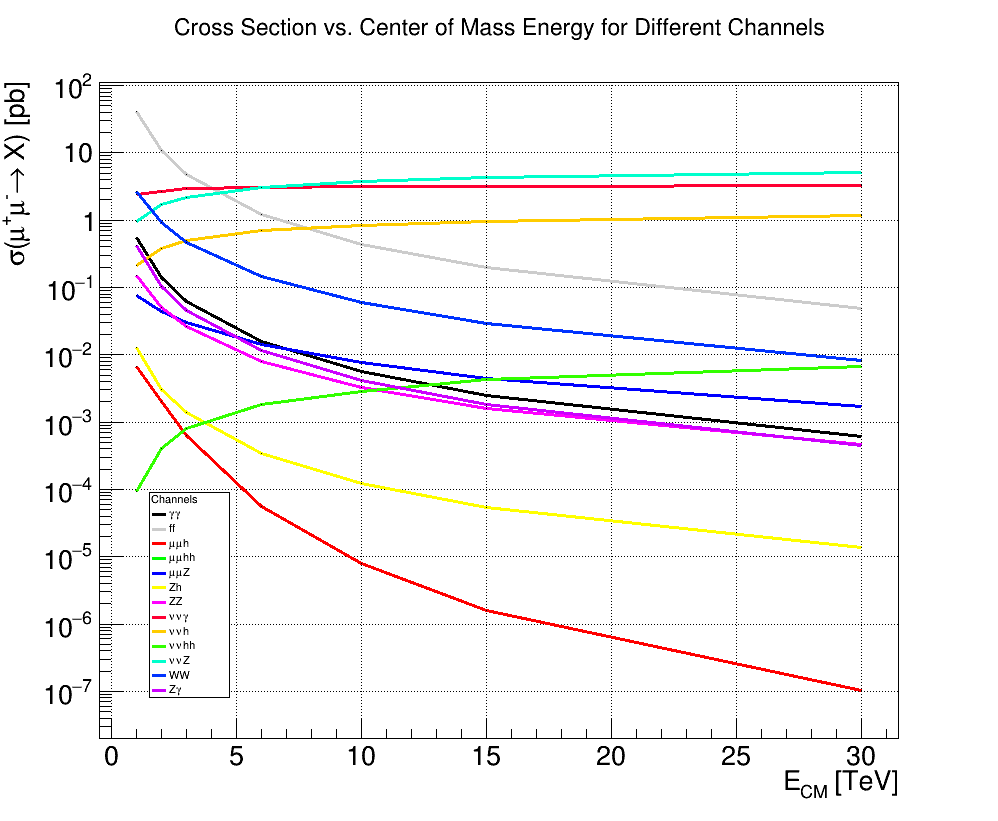 Cross Section vs. Center of Mass Energy for Different Channels
σ(μ⁺μ⁻→ X) [pb]
10²
10
1
10⁻¹
10⁻²
10⁻³
10⁻⁴
10⁻⁵
10⁻⁶
10⁻⁷
Channels
γγ
ff
μμh
μμhh
μμZ
Zh
ZZ
ννγ
ννh
ννhh
ννZ
WW
Zγ
0 5 10 15 20 25 30
E_CM [TeV]